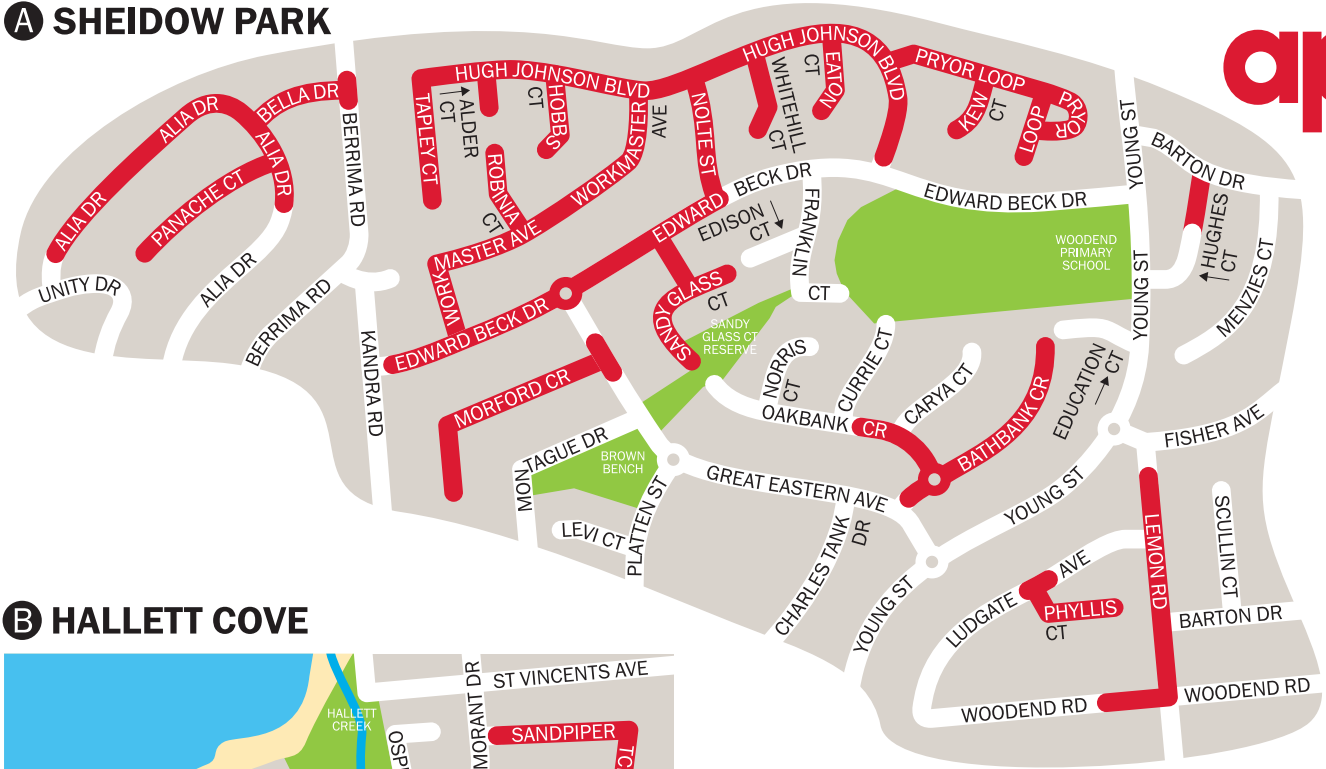 A SHEIDOW PARK
ap
HUGH JOHNSON BLVD
HUGH JOHNSON BLVD
PRYOR LOOP
PRYOR
LOOP
KEW
CT
EATON
CT
WHITEHILL
CT
NOLTE ST
WORKMASTER
AVE
HOBBS
CT
ALDER
CT
TAPLEY CT
ROBINIA
CT
WORK
MASTER AVE
BELLA DR
ALIA DR
ALIA DR
ALIA DR
ALIA DR
PANACHE CT
UNITY DR
BERRIMA RD
BERRIMA RD
KANDRA RD
EDWARD BECK DR
EDWARD
BECK DR
EDWARD BECK DR
EDISON
CT
FRANKLIN
CT
YOUNG ST
YOUNG ST
BARTON DR
HUGHES
CT
MENZIES CT
WOODEND
PRIMARY
SCHOOL
SANDY GLASS
CT
SANDY
GLASS CT
RESERVE
MORFORD CR
MON
TAGUE DR
BROWN
BENCH
LEVI CT
PLATTEN ST
NORRIS
CT
CURRIE CT
CARYA CT
OAKBANK
CR
BATHBANK CR
EDUCATION
CT
FISHER AVE
GREAT EASTERN AVE
CHARLES TANK
DR
YOUNG ST
YOUNG ST
LEMON RD
SCULLIN CT
LUDGATE
AVE
PHYLLIS
CT
BARTON DR
WOODEND RD
WOODEND RD
B HALLETT COVE
HALLETT
CREEK
ST VINCENTS AVE
MORANT DR
SANDPIPER
TC
OSP